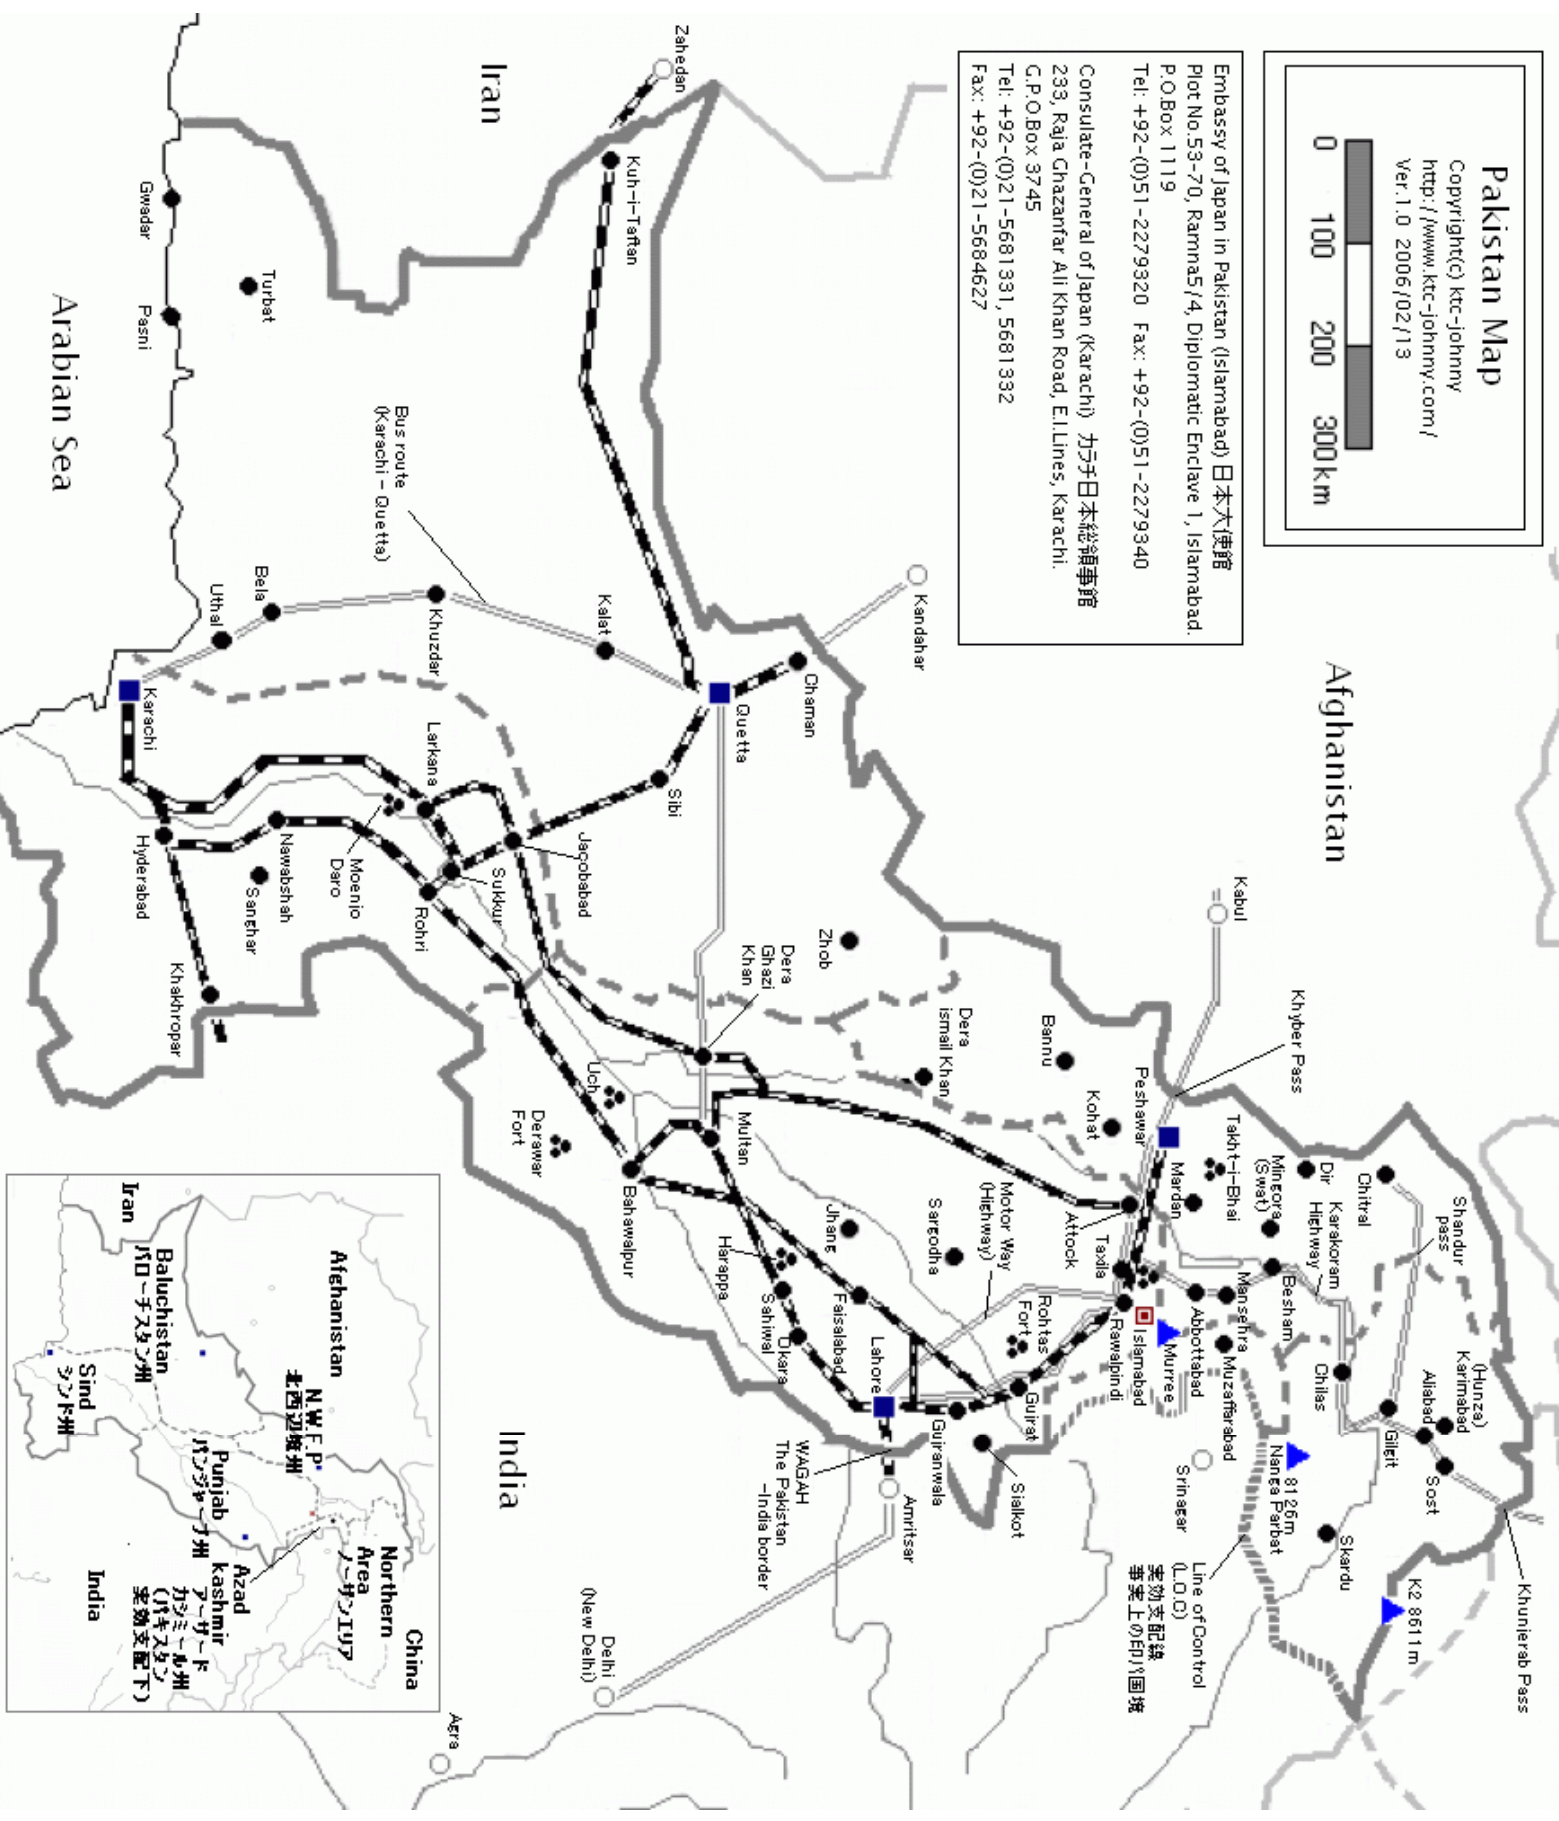 Pakistan Map
Copyright(c) ktc-johnny
http://www.ktc-johnny.com/
Ver.1.0 2006/02/13
0 100 200 300km
Embassy of Japan in Pakistan (Islamabad) 日本大使館
Plot No.53-70, Ramna5/4, Diplomatic Enclave 1, Islamabad.
P.O.Box 1119
Tel: +92-(0)51-2279320 Fax: +92-(0)51-2279340
Consulate-General of Japan (Karachi) カラチ日本総領事館
233, Raja Ghazanfar Ali Khan Road, E.I.Lines, Karachi.
G.P.O.Box 3745
Tel: +92-(0)21-5681331, 5681332
Fax: +92-(0)21-5684627
Afghanistan
Iran
Arabian Sea
India
Zahedan
Kuh-i-Taftan
Gwadar
Turbat
Pasni
Bus route
(Karachi - Quetta)
Kandahar
Chaman
Quetta
Kalat
Khuzdar
Bela
Uthal
Karachi
Sibi
Larkana
Jacobabad
Sukkur
Rohri
Moenjo
Daro
Nawabshah
Sanghar
Hyderabad
Khakhropar
Kabul
Khyber Pass
Zhob
Dera
Ghazi
Khan
Dera
ismail Khan
Bannu
Kohat
Peshawar
Mardan
Takht-i-Bhai
Mingora
(Swat)
Dir
Chitral
Shandur
pass
Karakoram
Highway
Uch
Derawar
Fort
Multan
Bahawalpur
Harappa
Jhang
Sargodha
Motor Way
(Highway)
Attock
Taxila
Rawalpindi
Islamabad
Murree
Abbottabad
Mansehra
Muzaffarabad
Besham
Chilas
Gilgit
Aliabad
(Hunza)
Karimabad
Sost
Khunjerab Pass
Sahiwal
Okara
Faisalabad
Lahore
Rohtas
Fort
Gujrat
Gujranwala
Sialkot
WAGAH
The Pakistan
-India border
Amritsar
Srinagar
8126m
Nanga Parbat
Skardu
K2 8611m
Line of Control
(L.O.C)
実効支配線
事実上の印パ国境
Delhi
(New Delhi)
Agra
Iran
Afghanistan
Baluchistan
バローチスタン州
Sind
シンド州
N.W.F.P
北西辺境州
Punjab
パンジャーブ州
Northern
Area
ノーザンエリア
Azad
kashmir
アーザード
カシミール州
(パキスタン
実効支配下)
China
India